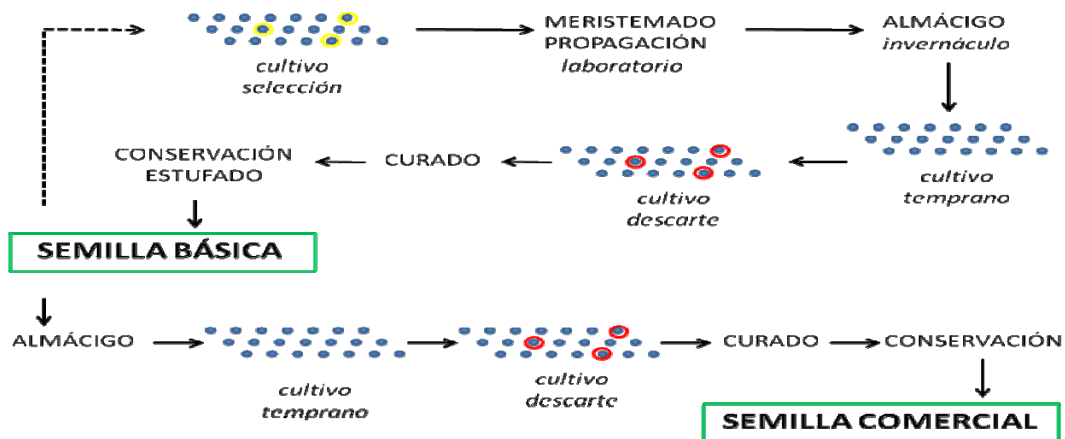 MERISTEMADO
PROPAGACIÓN
laboratorio
ALMÁCIGO
invernáculo
cultivo
selección
cultivo
temprano
cultivo
descarte
CURADO
CONSERVACIÓN
ESTUFADO
SEMILLA BÁSICA
ALMÁCIGO
cultivo
temprano
cultivo
descarte
CURADO
CONSERVACIÓN
SEMILLA COMERCIAL